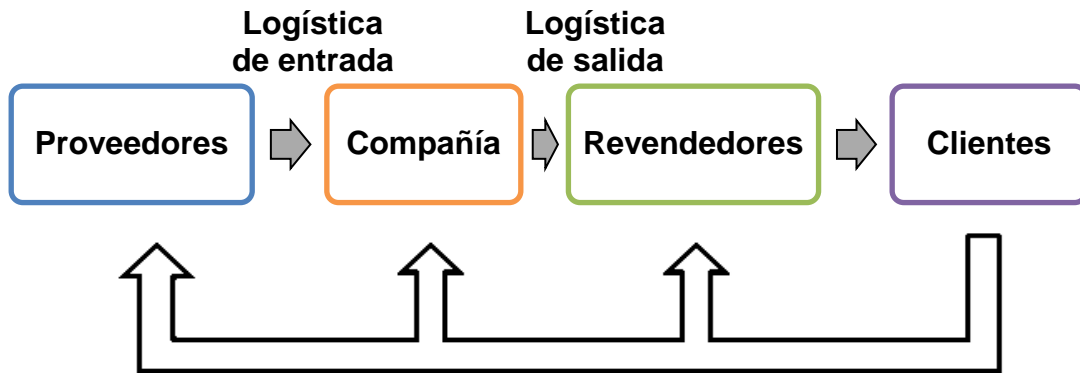 Logística
de entrada
Logística
de salida
Proveedores
Compañía
Revendedores
Clientes